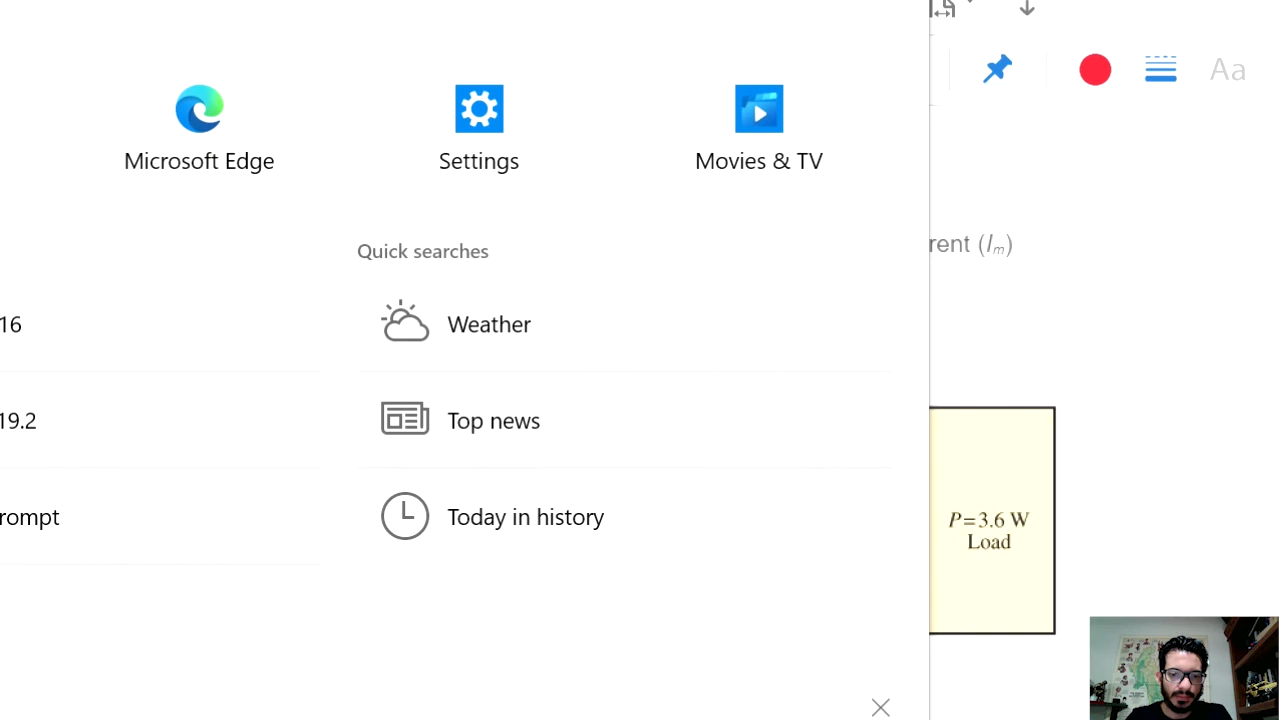 Aa
Microsoft Edge
Settings
Movies & TV
rent (Im)
Quick searches
16
Weather
19.2
Top news
rompt
Today in history
P=3.6 W
Load